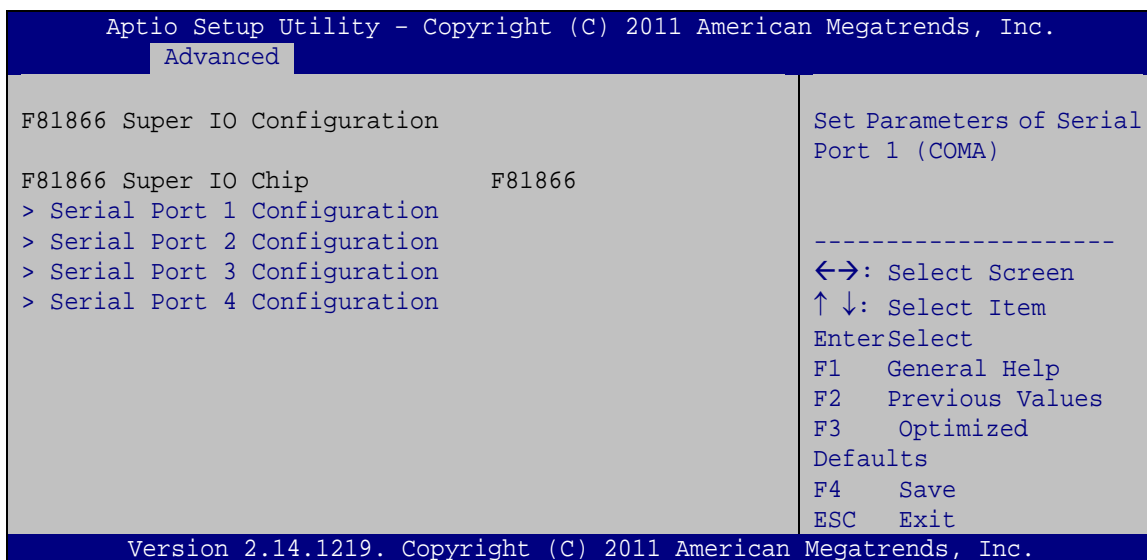 Aptio Setup Utility – Copyright (C) 2011 American Megatrends, Inc.
Advanced
F81866 Super IO Configuration
F81866 Super IO Chip F81866
> Serial Port 1 Configuration
> Serial Port 2 Configuration
> Serial Port 3 Configuration
> Serial Port 4 Configuration
Set Parameters of Serial
Port 1 (COMA)
---------------------
←→: Select Screen
↑ ↓: Select Item
EnterSelect
F1 General Help
F2 Previous Values
F3 Optimized
Defaults
F4 Save
ESC Exit
Version 2.14.1219. Copyright (C) 2011 American Megatrends, Inc.